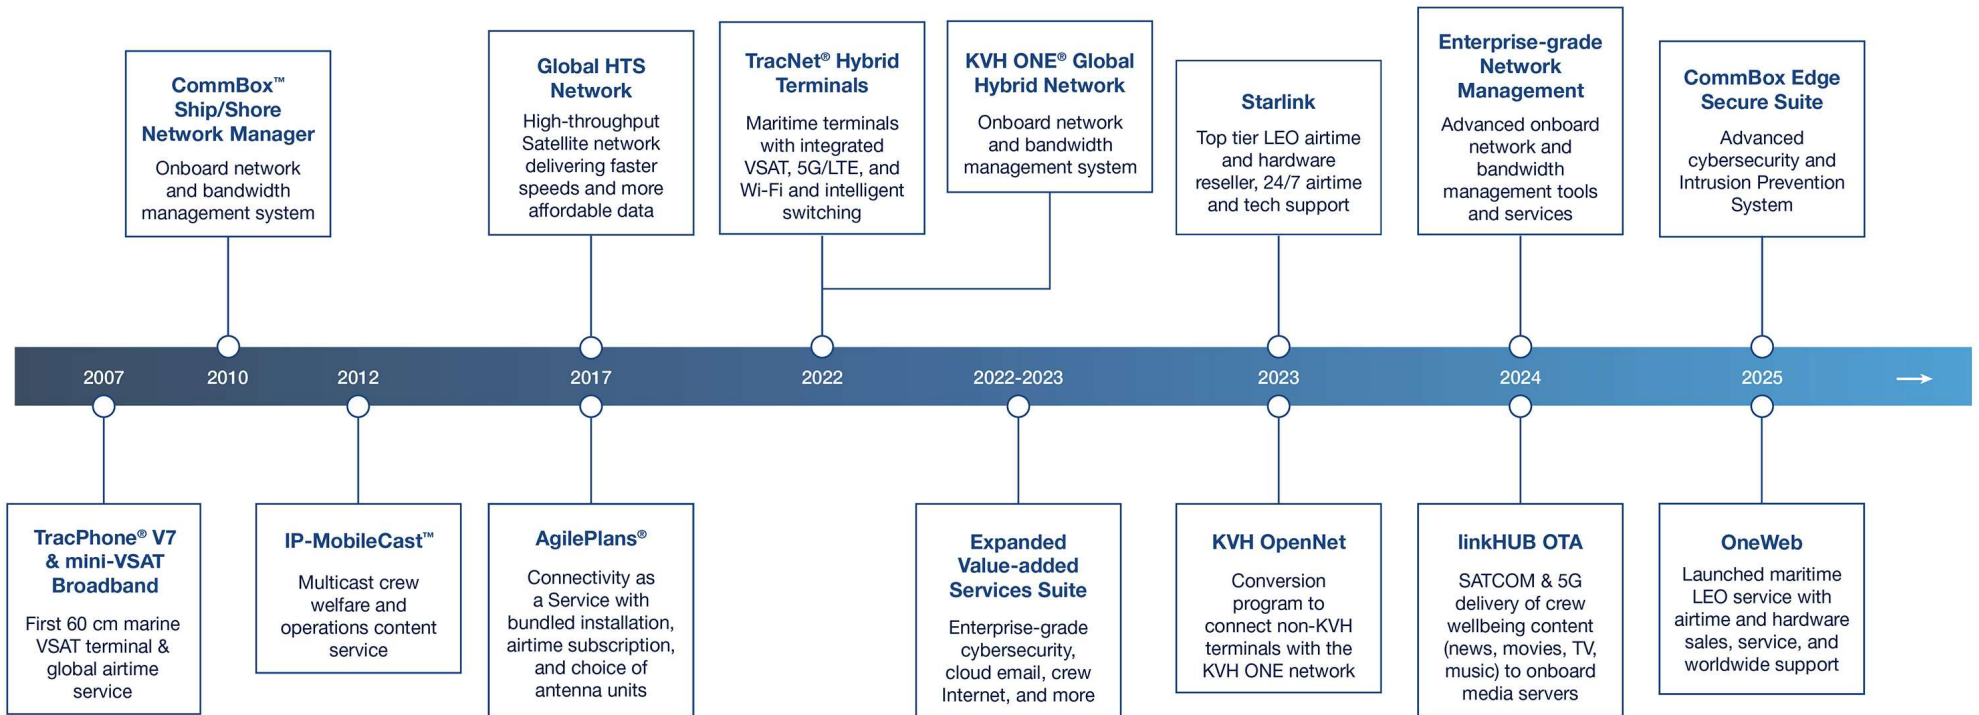 CommBox™
Ship/Shore
Network Manager
Onboard network
and bandwidth
management system
Global HTS
Network
High-throughput
Satellite network
delivering faster
speeds and more
affordable data
TracNet® Hybrid
Terminals
Maritime terminals
with integrated
VSAT, 5G/LTE, and
Wi-Fi and intelligent
switching
KVH ONE® Global
Hybrid Network
Onboard network
and bandwidth
management system
Starlink
Top tier LEO airtime
and hardware
reseller, 24/7 airtime
and tech support
Enterprise-grade
Network
Management
Advanced onboard
network and
bandwidth
management tools
and services
CommBox Edge
Secure Suite
Advanced
cybersecurity and
Intrusion Prevention
System
2007
2010
2012
2017
2022
2022-2023
2023
2024
2025
TracPhone® V7
& mini-VSAT
Broadband
First 60 cm marine
VSAT terminal &
global airtime
service
IP-MobileCast™
Multicast crew
welfare and
operations content
service
AgilePlans®
Connectivity as
a Service with
bundled installation,
airtime subscription,
and choice of
antenna units
Expanded
Value-added
Services Suite
Enterprise-grade
cybersecurity,
cloud email, crew
Internet, and more
KVH OpenNet
Conversion
program to
connect non-KVH
terminals with the
KVH ONE network
linkHUB OTA
SATCOM & 5G
delivery of crew
wellbeing content
(news, movies, TV,
music) to onboard
media servers
OneWeb
Launched maritime
LEO service with
airtime and hardware
sales, service, and
worldwide support